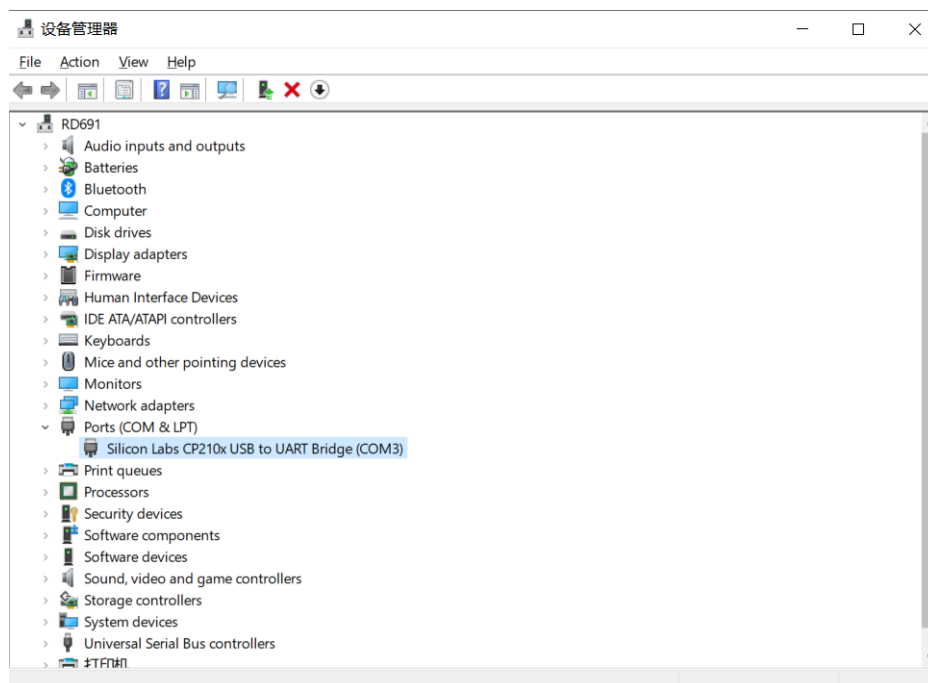 设备管理器
File Action View Help
RD691
Audio inputs and outputs
Batteries
Bluetooth
Computer
Disk drives
Display adapters
Firmware
Human Interface Devices
IDE ATA/ATAPI controllers
Keyboards
Mice and other pointing devices
Monitors
Network adapters
Ports (COM & LPT)
Silicon Labs CP210x USB to UART Bridge (COM3)
Print queues
Processors
Security devices
Software components
Software devices
Sound, video and game controllers
Storage controllers
System devices
Universal Serial Bus controllers
打印机